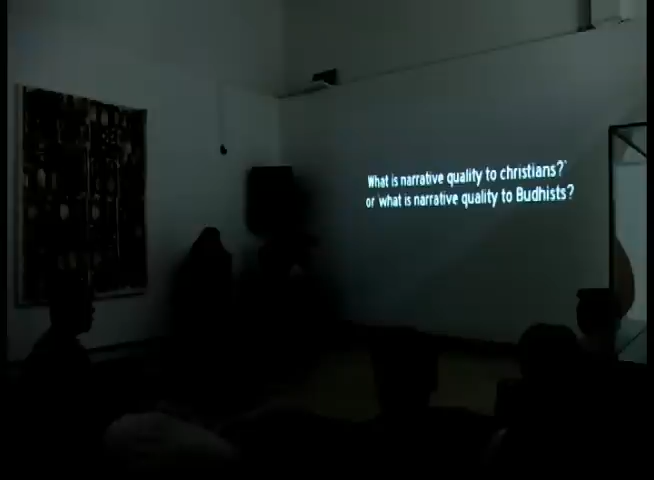 What is narrative quality to christians?"
or 'what is narrative quality to Budhists?